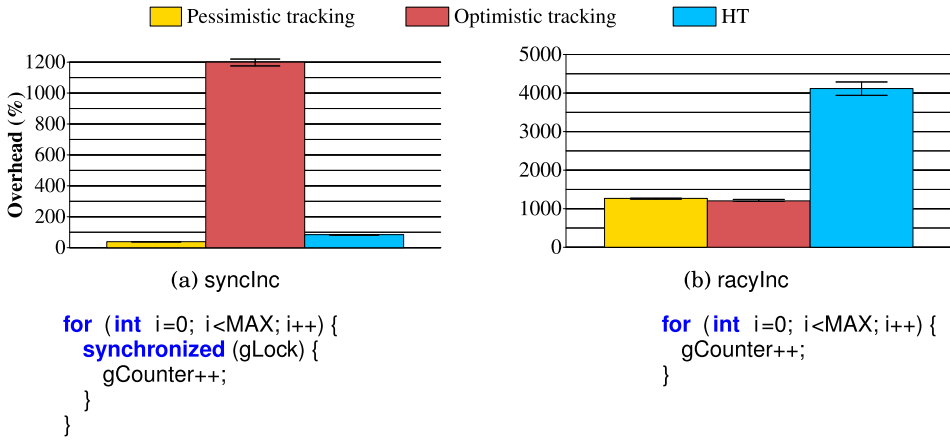 Pessimistic tracking Optimistic tracking HT
Overhead (%)
1200
1000
800
600
400
200
0
(a) syncInc
for (int i=0; i<MAX; i++) {
synchronized (gLock) {
gCounter++;
}
}
5000
4000
3000
2000
1000
0
(b) racyInc
for (int i=0; i<MAX; i++) {
gCounter++;
}